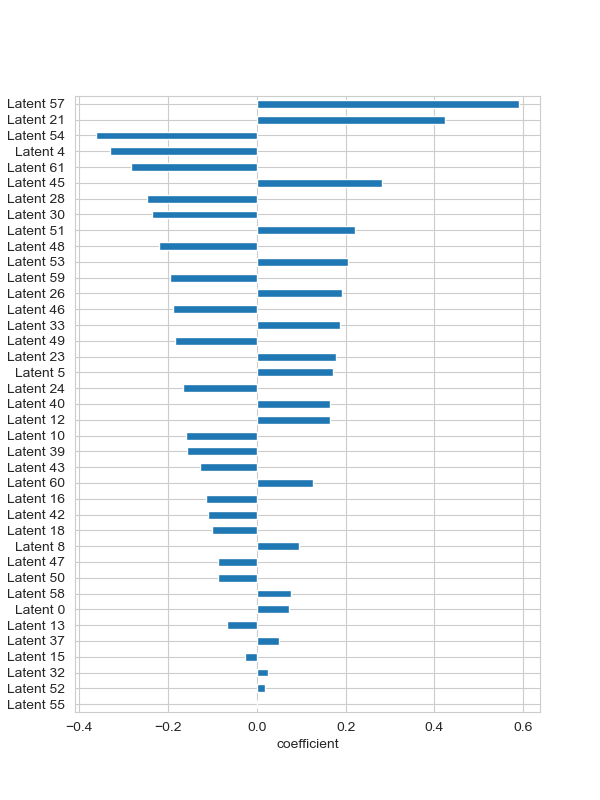 Latent 57
Latent 21
Latent 54
Latent 4
Latent 61
Latent 45
Latent 28
Latent 30
Latent 51
Latent 48
Latent 53
Latent 59
Latent 26
Latent 46
Latent 33
Latent 49
Latent 23
Latent 5
Latent 24
Latent 40
Latent 12
Latent 10
Latent 39
Latent 43
Latent 60
Latent 16
Latent 42
Latent 18
Latent 8
Latent 47
Latent 50
Latent 58
Latent 0
Latent 13
Latent 37
Latent 15
Latent 32
Latent 52
Latent 55
−0.4 −0.2 0.0 0.2 0.4 0.6
coefficient